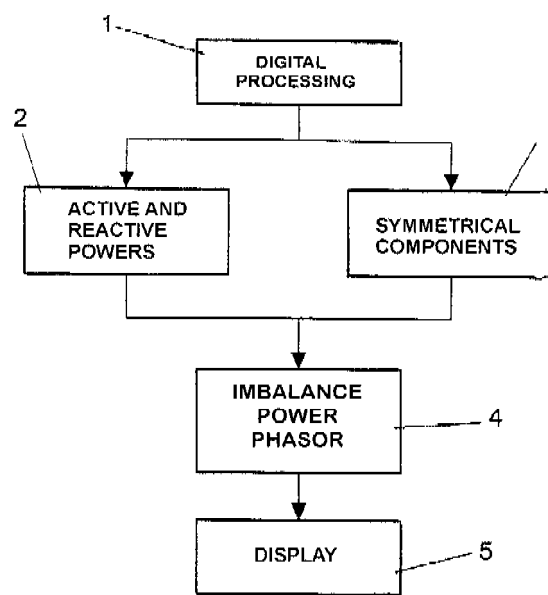 1
DIGITAL
PROCESSING
2
ACTIVE AND
REACTIVE
POWERS
SYMMETRICAL
COMPONENTS
IMBALANCE
POWER
PHASOR
4
DISPLAY
5